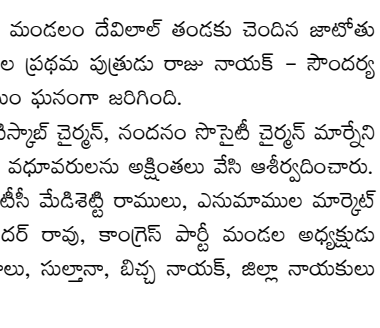 మండలం దేవిలాల్ తండకు చెందిన జాటోతు
ల ప్రథమ పుత్రుడు రాజు నాయక్ – సౌందర్య
ఘనంగా జరిగింది.
చైర్మన్, నందనం సొసైటీ చైర్మన్ మార్నేని
వధూవరులను అక్షింతలు వేసి ఆశీర్వదించారు.
టీసీ మేడిశెట్టి రాములు, ఎనుమాముల మార్కెట్
దర్ రావు, కాంగ్రెస్ పార్టీ మండల అధ్యక్షుడు
లు, సుల్తానా, బిచ్చ నాయక్, జిల్లా నాయకులు